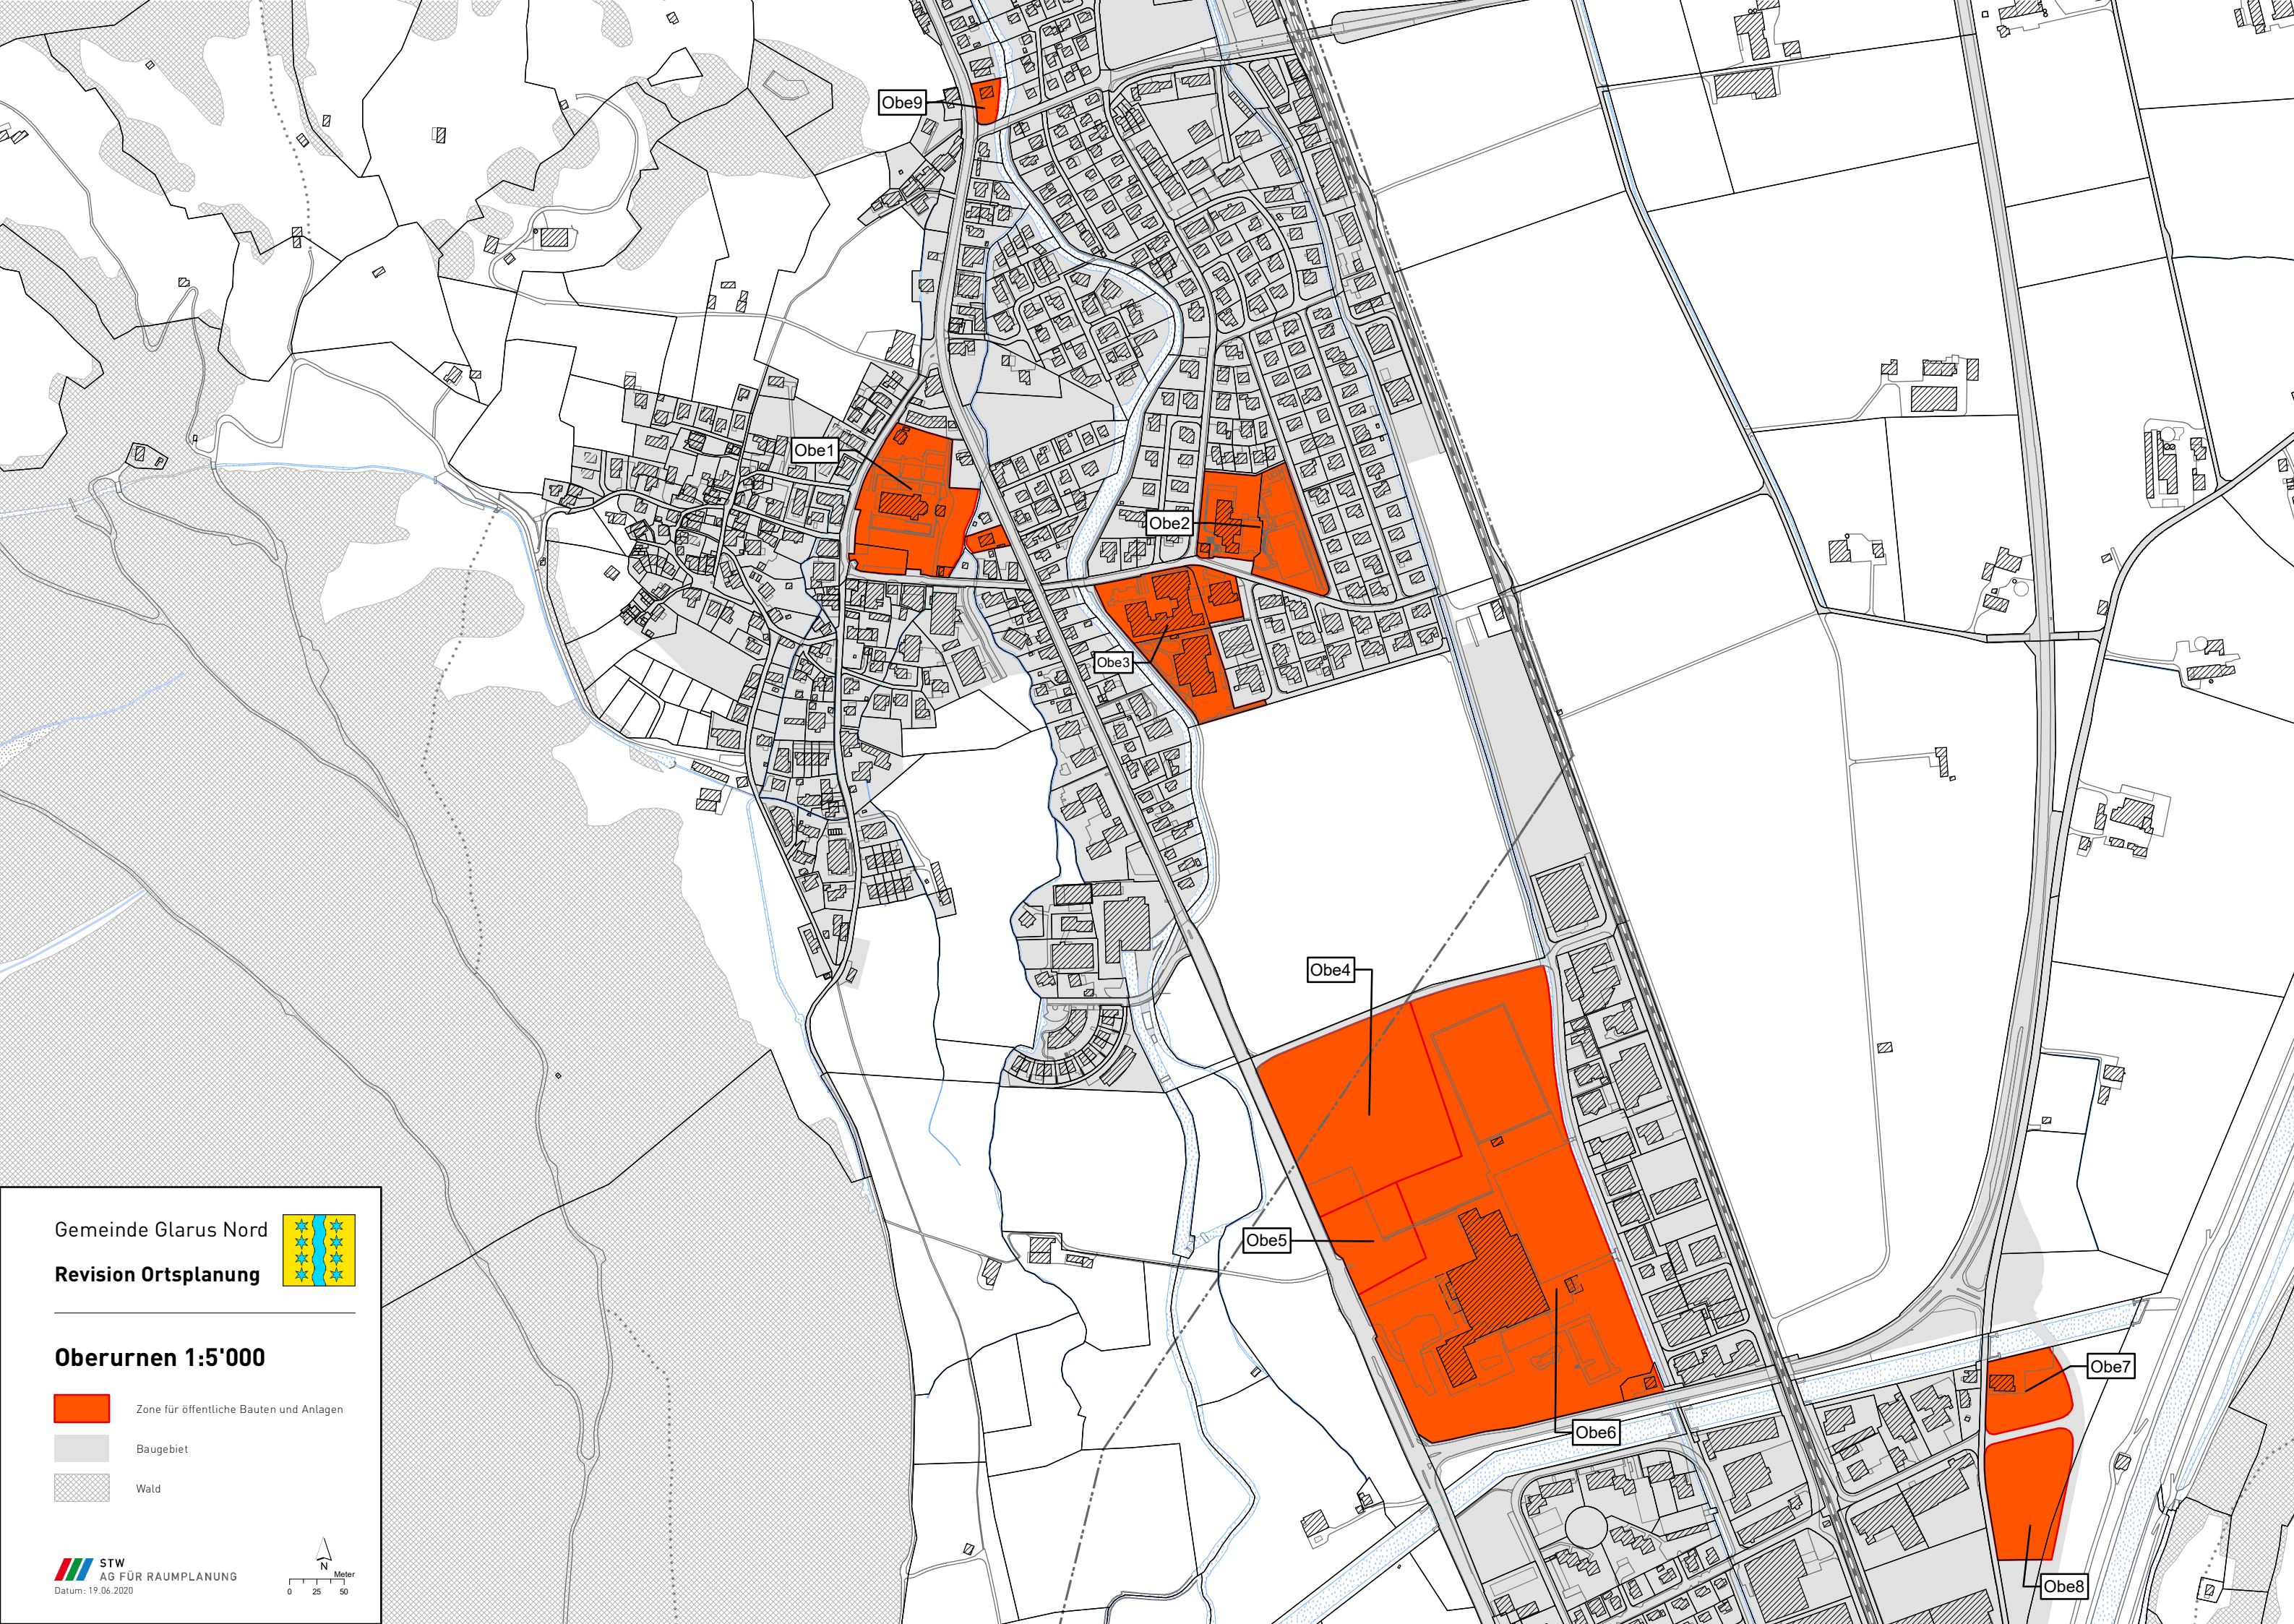 Obe9
Obe1
Obe2
Obe3
Obe4
Obe5
Obe6
Obe7
Obe8
Gemeinde Glarus Nord
Revision Ortsplanung
Oberurnen 1:5'000
Zone für öffentliche Bauten und Anlagen
Baugebiet
Wald
STW
AG FÜR RAUMPLANUNG
Datum: 19.06.2020
N
Meter
0 25 50